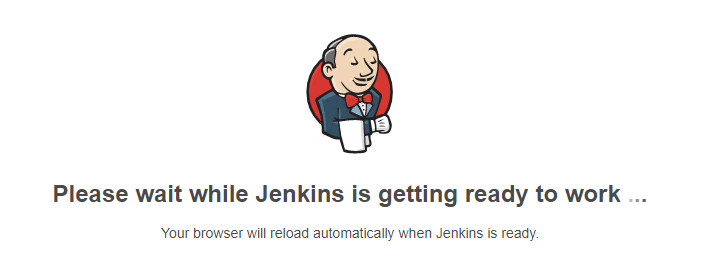 Please wait while Jenkins is getting ready to work ...
Your browser will reload automatically when Jenkins is ready.